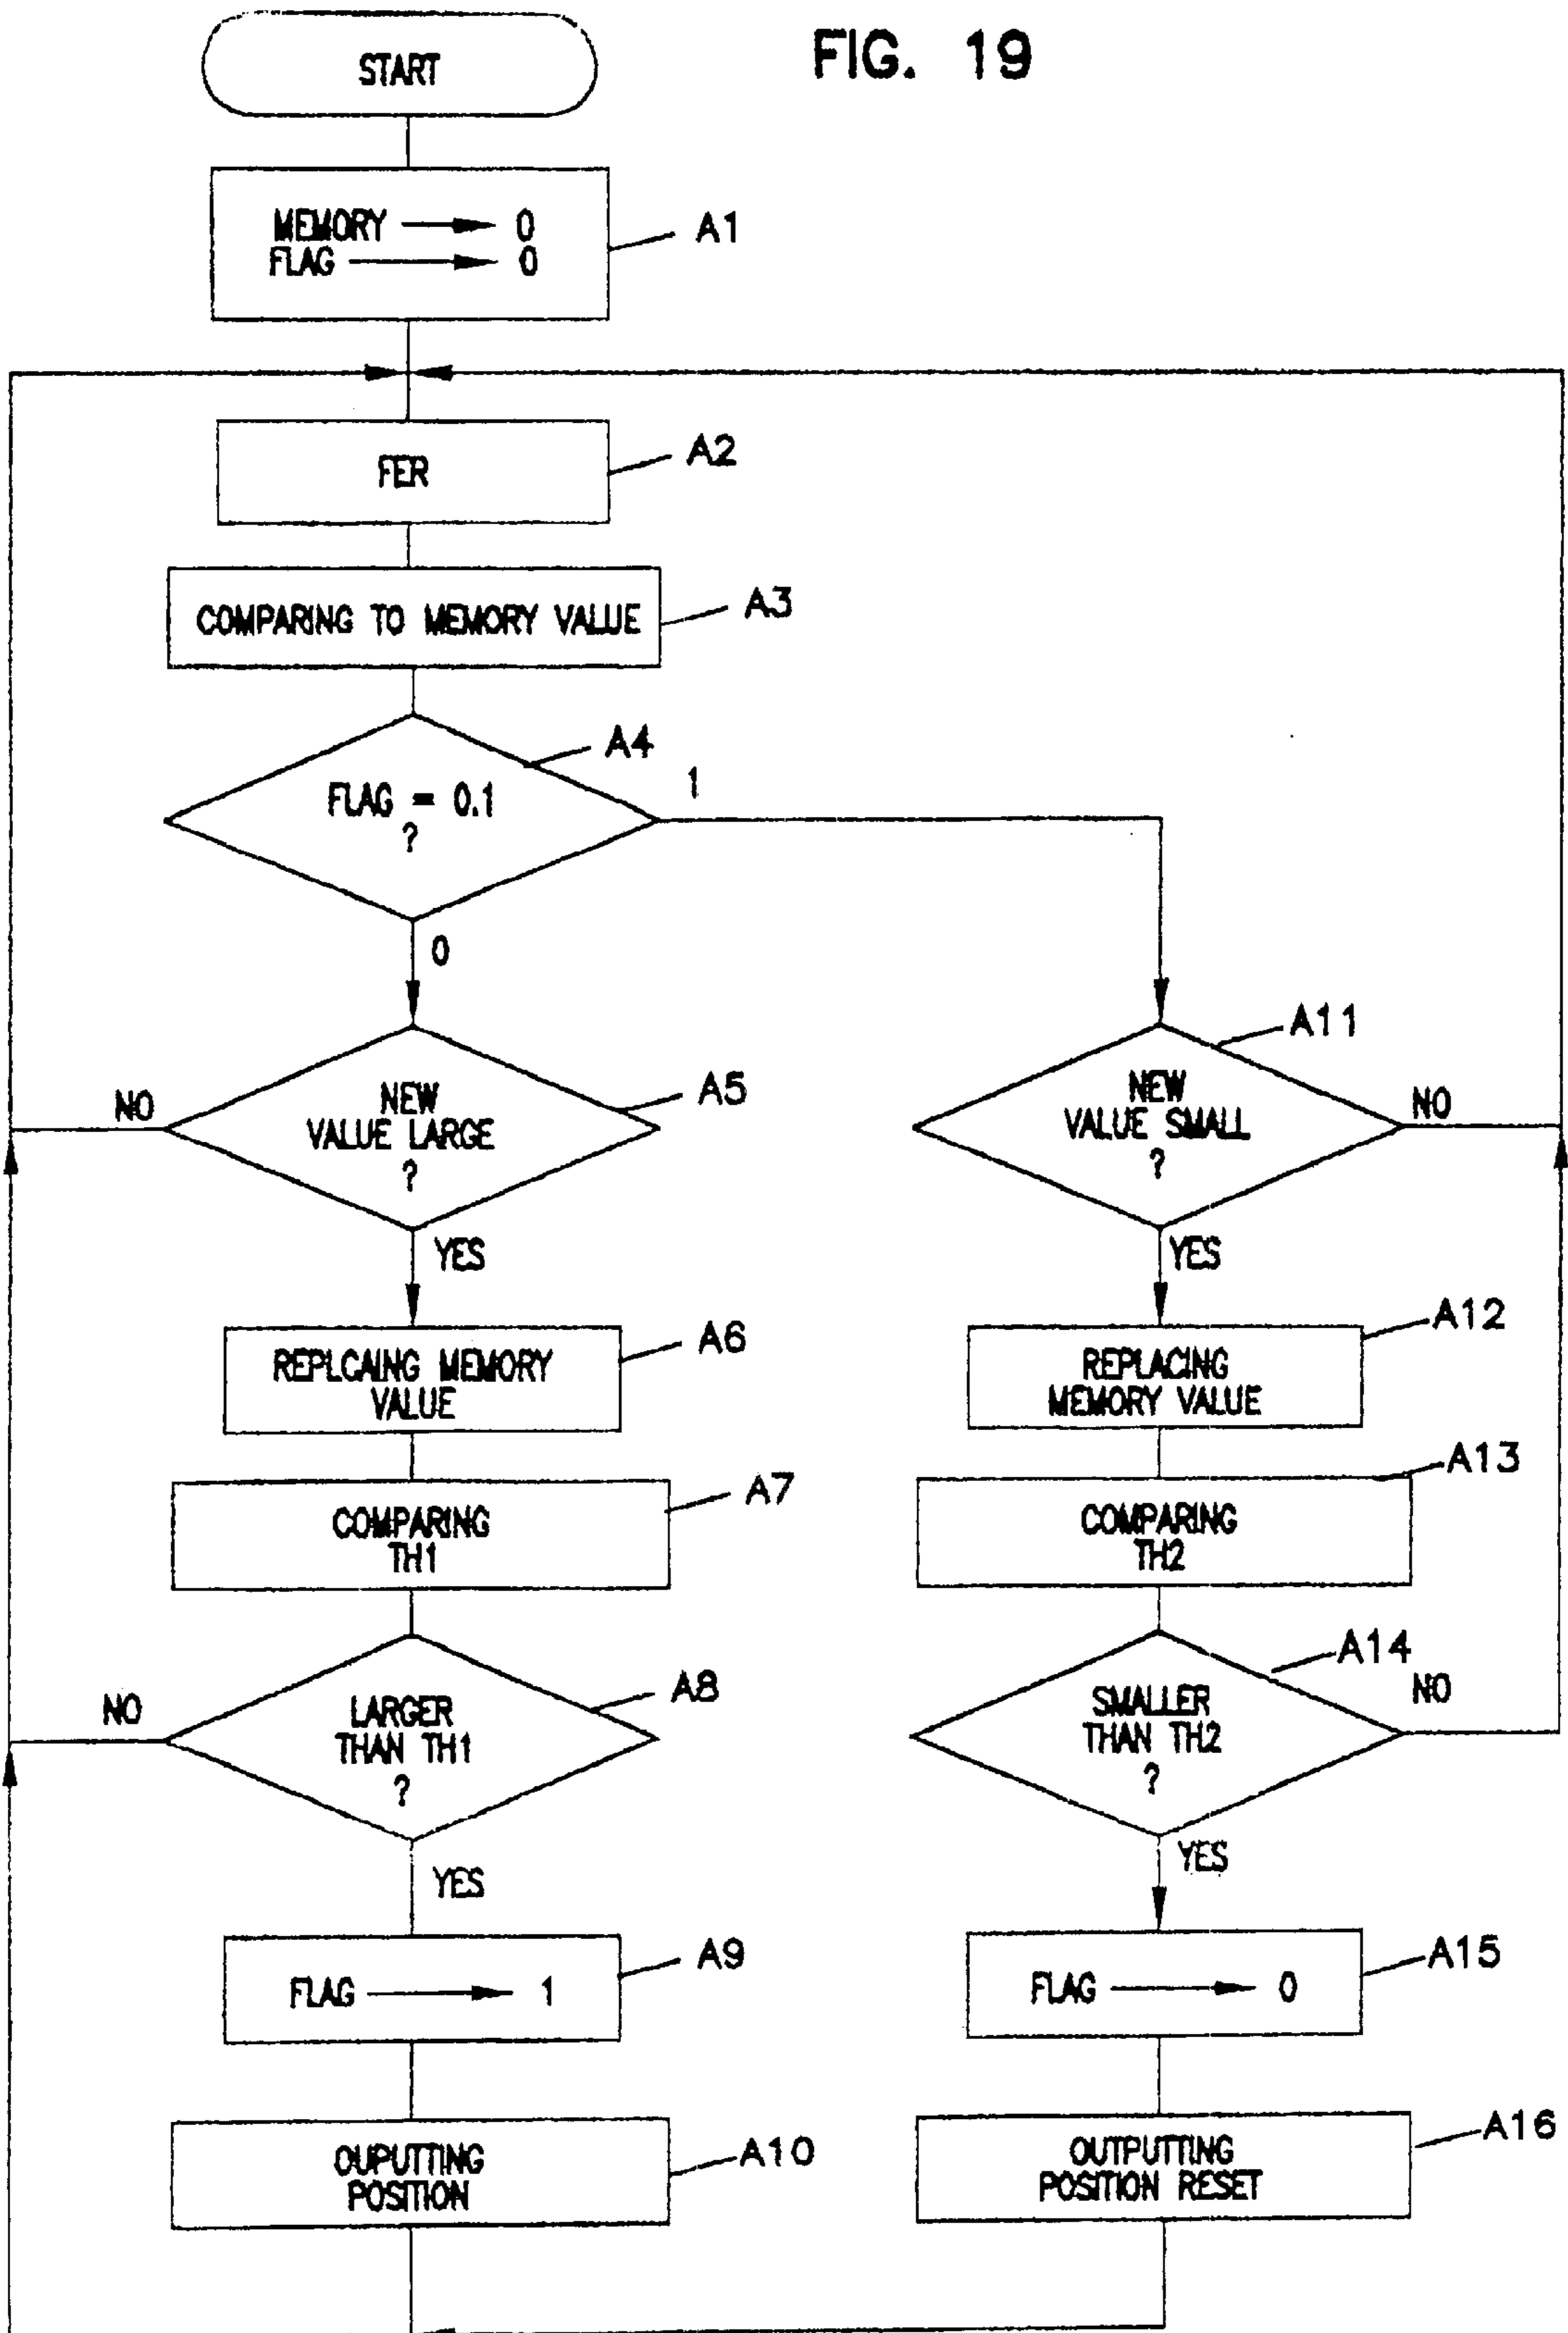 FIG. 19
START
MEMORY → 0
FLAG → 0
A1
FER
A2
COMPARING TO MEMORY VALUE
A3
FLAG = 0.1
?
A4
1
0
NEW
VALUE LARGE
?
A5
NO
YES
REPLCAING MEMORY
VALUE
A6
COMPARING
TH1
A7
LARGER
THAN TH1
?
A8
NO
YES
FLAG → 1
A9
OUPUTTING
POSITION
A10
NEW
VALUE SMALL
?
A11
NO
YES
REPLACING
MEMORY VALUE
A12
COMPARING
TH2
A13
SMALLER
THAN TH2
?
A14
NO
YES
FLAG → 0
A15
OUTPUTTING
POSITION RESET
A16